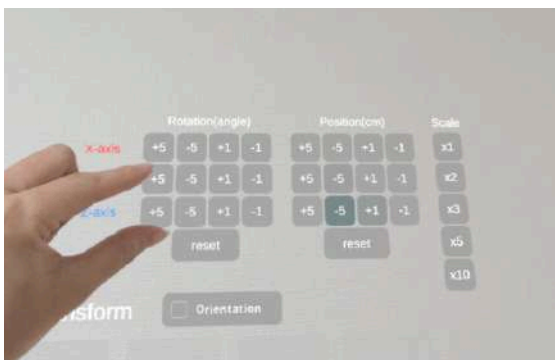 Rotation(angle) Position(cm) Scale
x-axis +5 -5 +1 -1 +5 -5 +1 -1 x1
+5 -5 +1 -1 +5 -5 +1 -1 x2
z-axis +5 -5 +1 -1 +5 -5 +1 -1 x3
reset reset x5
x10
Orientation